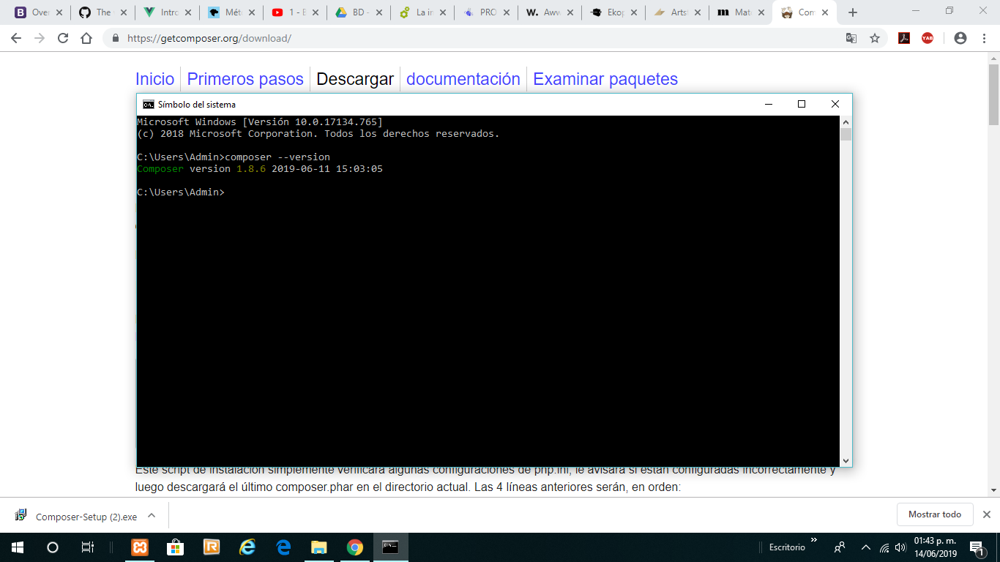 Over
The
Intro
Mét
1 - E
BD -
La in
PRO
Aww
Ekop
Artst
Mat
Com
https://getcomposer.org/download/
Inicio Primeros pasos Descargar documentación Examinar paquetes
Símbolo del sistema
Microsoft Windows [Versión 10.0.17134.765]
(c) 2018 Microsoft Corporation. Todos los derechos reservados.
C:\Users\Admin>composer --version
Composer version 1.8.6 2019-06-11 15:03:05
C:\Users\Admin>
Este script de instalación simplemente verificará algunas configuraciones de php.ini, le avisará si están configuradas incorrectamente y
luego descargará el último composer.phar en el directorio actual. Las 4 líneas anteriores serán, en orden:
Composer-Setup (2).exe
Mostrar todo
Escritorio
01:43 p. m.
14/06/2019
1